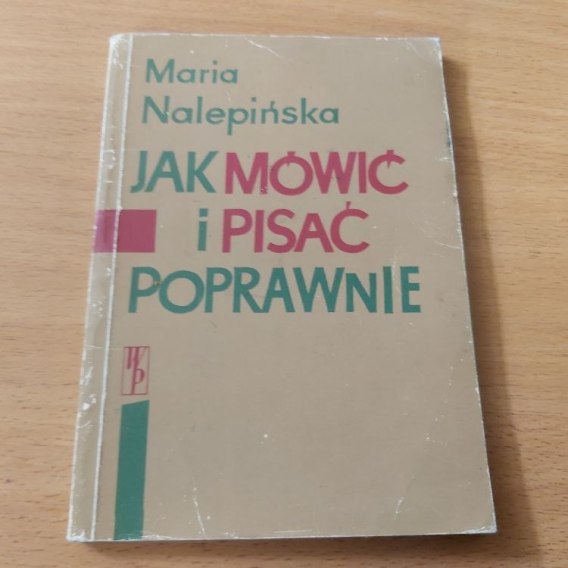 Maria
Nalepińska
JAK MÓWIĆ
i PISAĆ
POPRAWNIE
WP